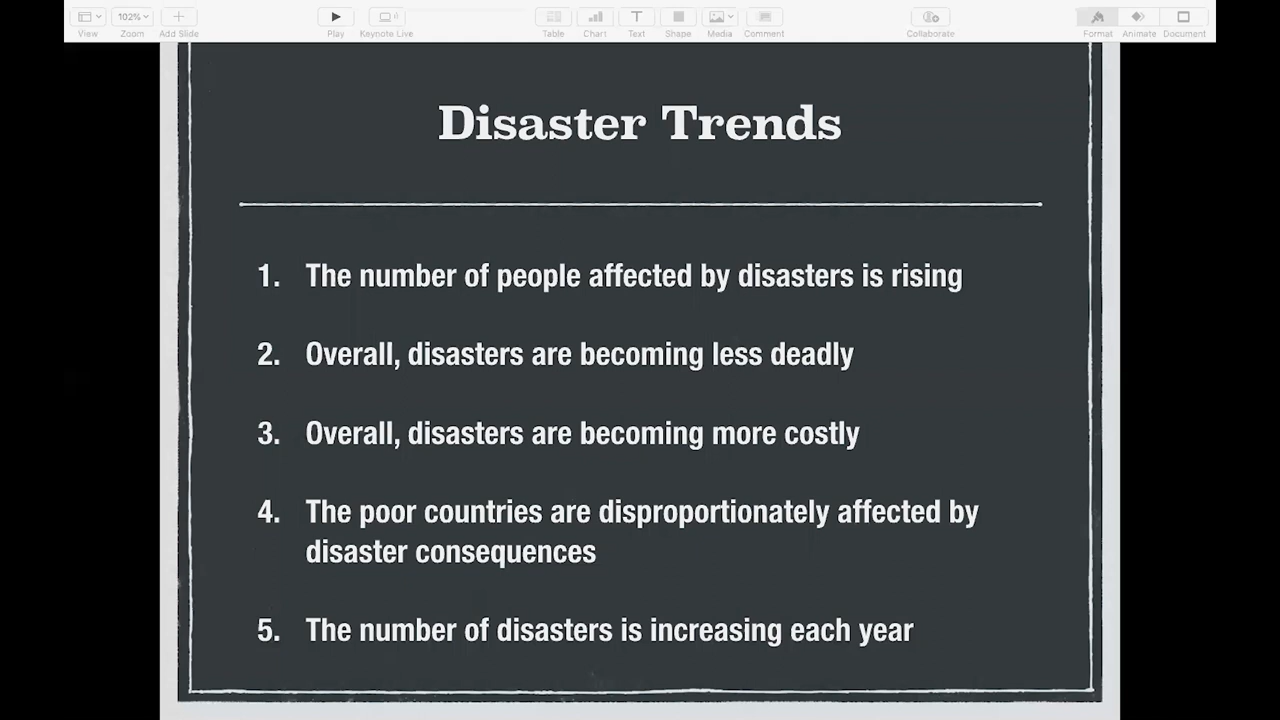 View
102%
Zoom
Add Slide
Play
Keynote Live
Table
Chart
Text
Shape
Media
Comment
Collaborate
Format
Animate
Document
Disaster Trends
1. The number of people affected by disasters is rising
2. Overall, disasters are becoming less deadly
3. Overall, disasters are becoming more costly
4. The poor countries are disproportionately affected by
disaster consequences
5. The number of disasters is increasing each year